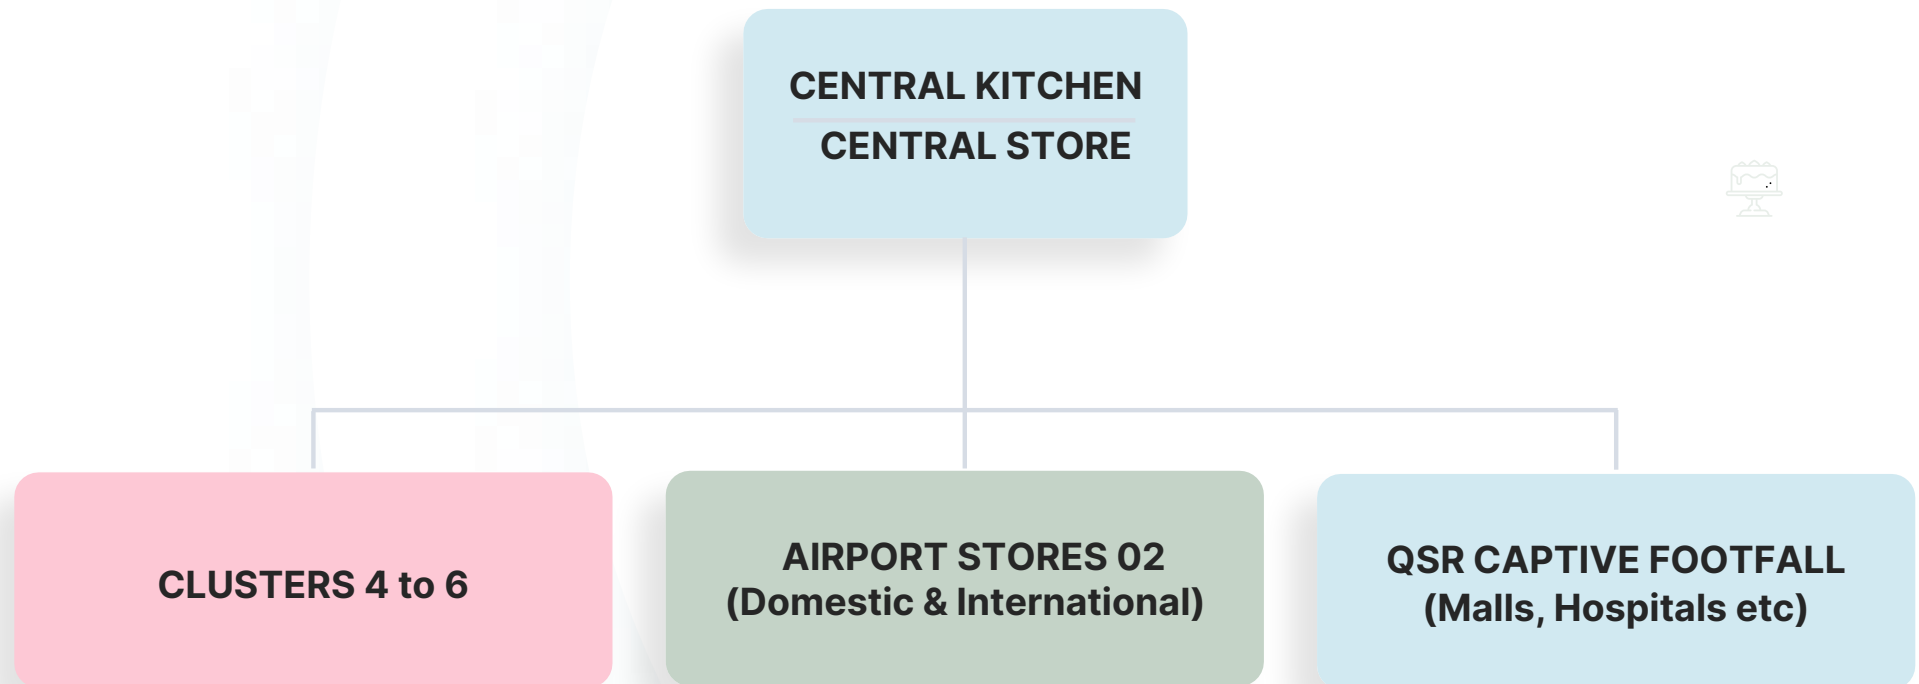 CENTRAL KITCHEN
CENTRAL STORE
CLUSTERS 4 to 6
AIRPORT STORES 02
(Domestic & International)
QSR CAPTIVE FOOTFALL
(Malls, Hospitals etc)